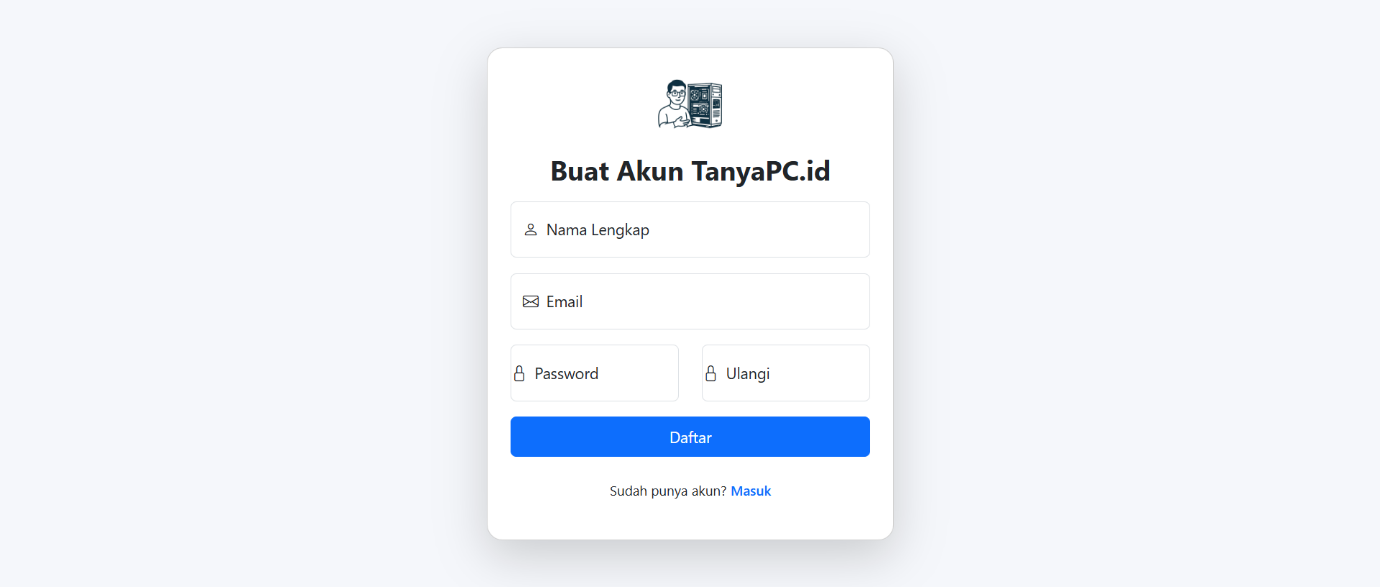 Buat Akun TanyaPC.id
Nama Lengkap
Email
Password Ulangi
Daftar
Sudah punya akun? Masuk